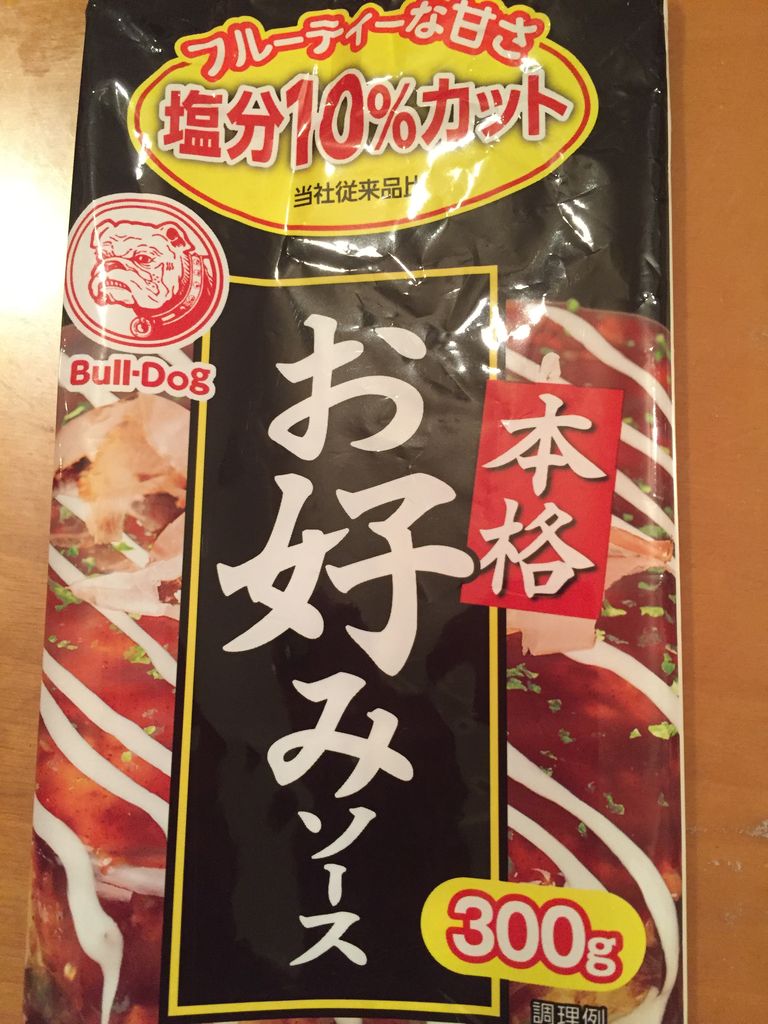 フルーティーな甘さ
塩分10%カット
当社従来品比
Bull-Dog
本格
お好みソース
300g
調理例